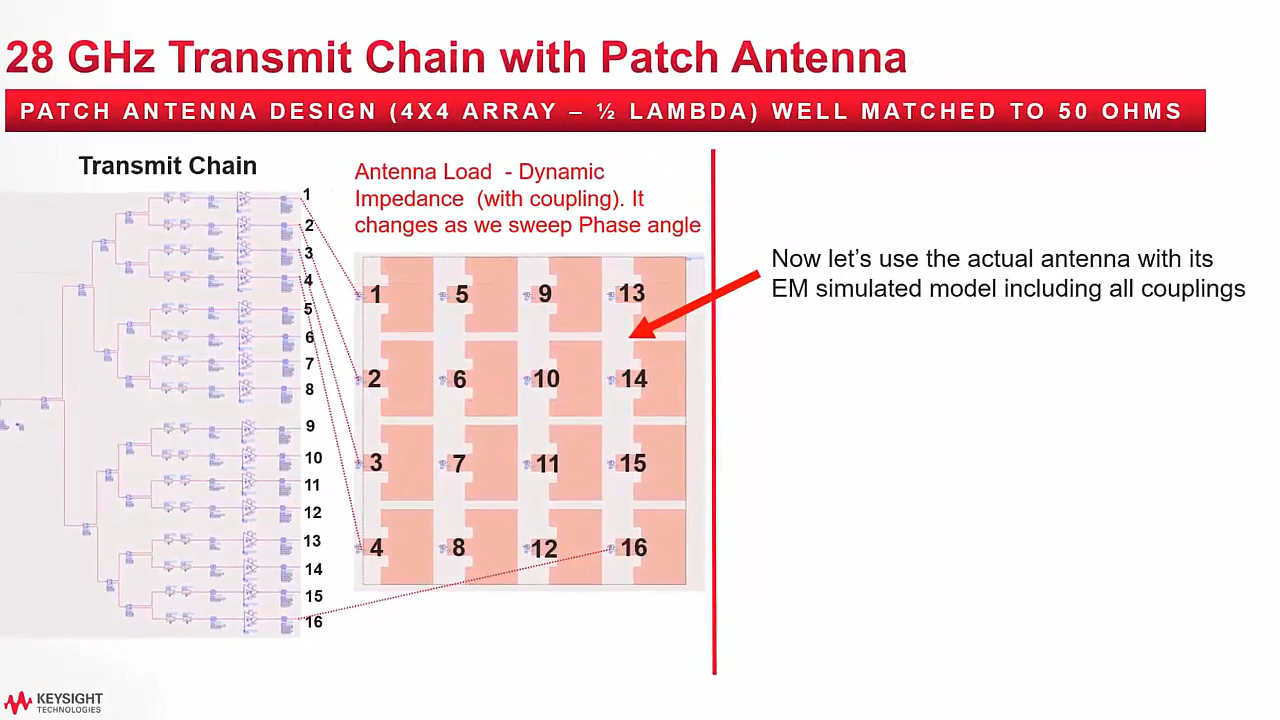 28 GHz Transmit Chain with Patch Antenna
PATCH ANTENNA DESIGN (4X4 ARRAY – ½ LAMBDA) WELL MATCHED TO 50 OHMS
Transmit Chain
1
2
3
4
5
6
7
8
9
10
11
12
13
14
15
16
Antenna Load - Dynamic
Impedance (with coupling). It
changes as we sweep Phase angle
1 5 9 13
2 6 10 14
3 7 11 15
4 8 12 16
Now let's use the actual antenna with its
EM simulated model including all couplings
KEYSIGHT
TECHNOLOGIES